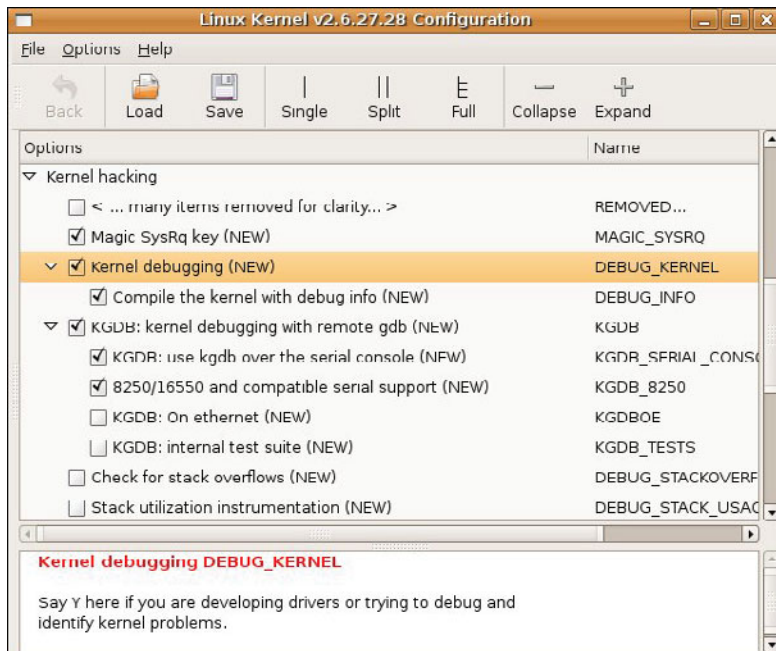 Linux Kernel v2.6.27.28 Configuration
File Options Help
Back Load Save Single Split Full Collapse Expand
Options Name
Kernel hacking
< ... many items removed for clarity... > REMOVED...
Magic SysRq key (NEW) MAGIC_SYSRQ
Kernel debugging (NEW) DEBUG_KERNEL
Compile the kernel with debug info (NEW) DEBUG_INFO
KGDB: kernel debugging with remote gdb (NEW) KGDB
KGDB: use kgdb over the serial console (NEW) KGDB_SERIAL_CONSO
8250/16550 and compatible serial support (NEW) KGDB_8250
KGDB: On ethernet (NEW) KGDBOE
KGDB: internal test suite (NEW) KGDB_TESTS
Check for stack overflows (NEW) DEBUG_STACKOVERF
Stack utilization instrumentation (NEW) DEBUG_STACK_USAG
Kernel debugging DEBUG_KERNEL
Say Y here if you are developing drivers or trying to debug and
identify kernel problems.